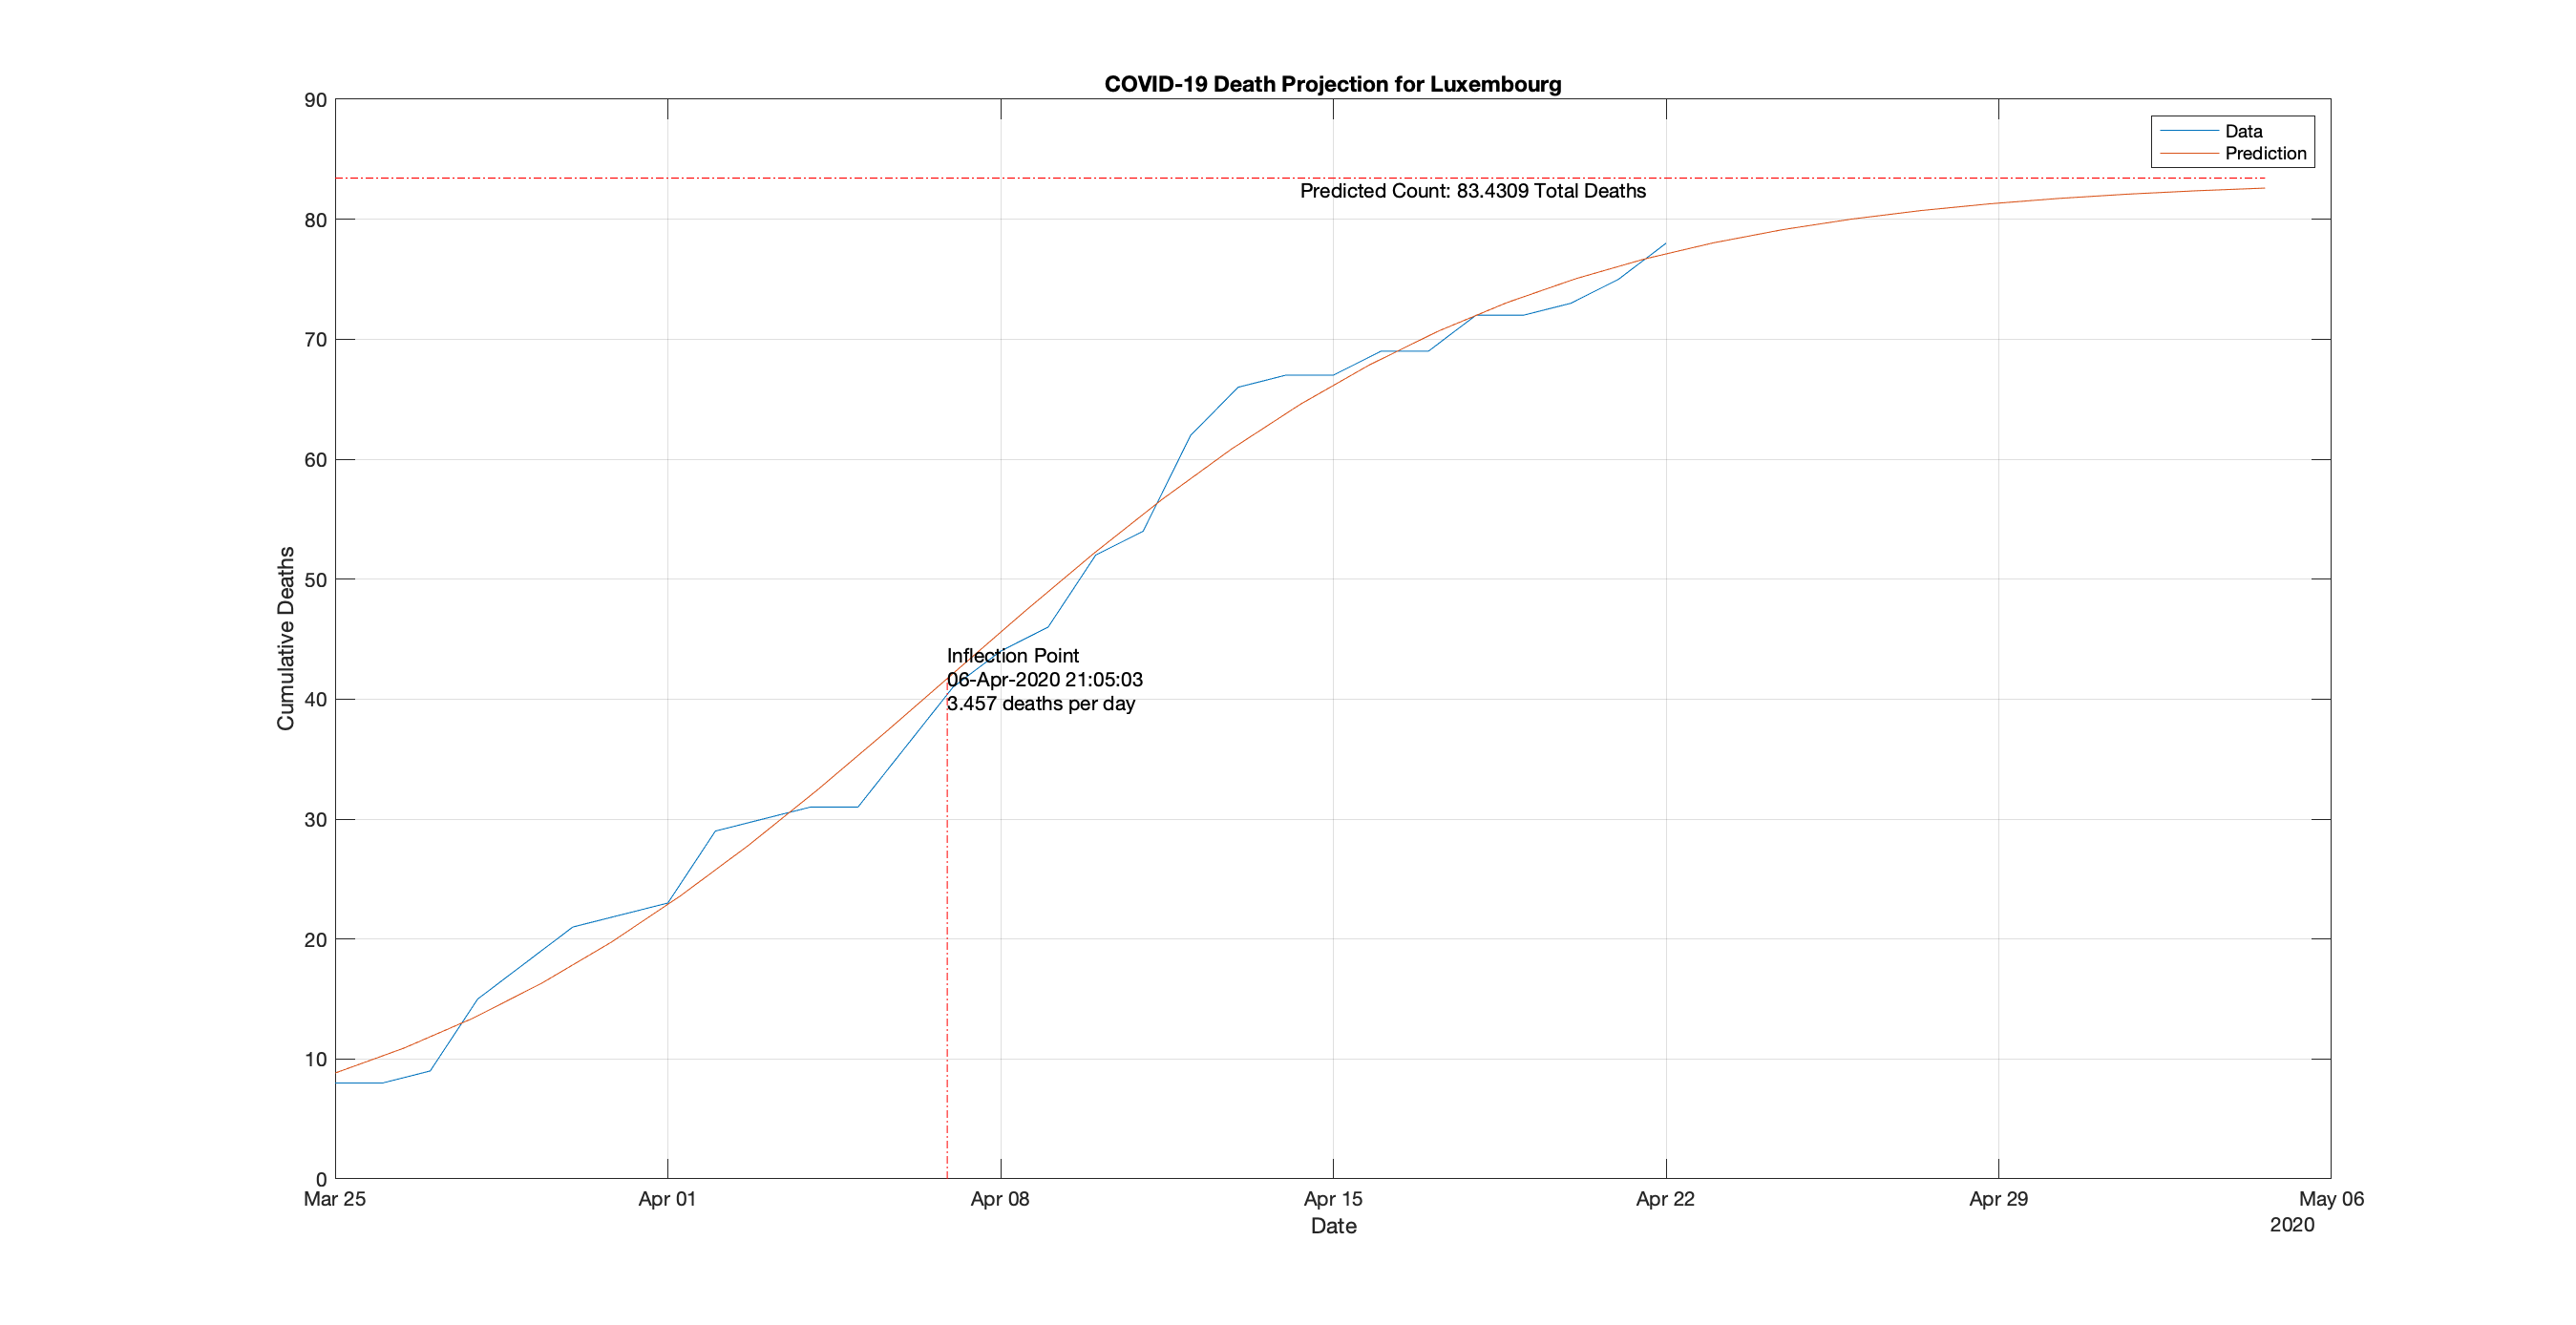 COVID-19 Death Projection for Luxembourg
90
80
70
60
50
40
30
20
10
0
Cumulative Deaths
Data
Prediction
Predicted Count: 83.4309 Total Deaths
Inflection Point
06-Apr-2020 21:05:03
3.457 deaths per day
Mar 25 Apr 01 Apr 08 Apr 15 Apr 22 Apr 29 May 06
Date
2020